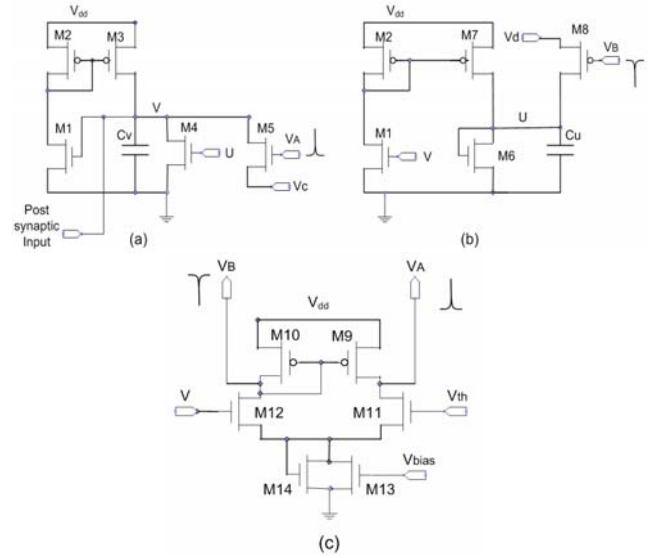 Vdd
M2
M3
M1
V
Cv
M4
U
M5
VA
Vc
Post
synaptic
Input
(a)
Vdd
M2
M7
Vd
M8
VB
M1
V
U
M6
Cu
(b)
VB
VA
Vdd
M10
M9
V
M12
M11
Vth
Vbias
M14
M13
(c)